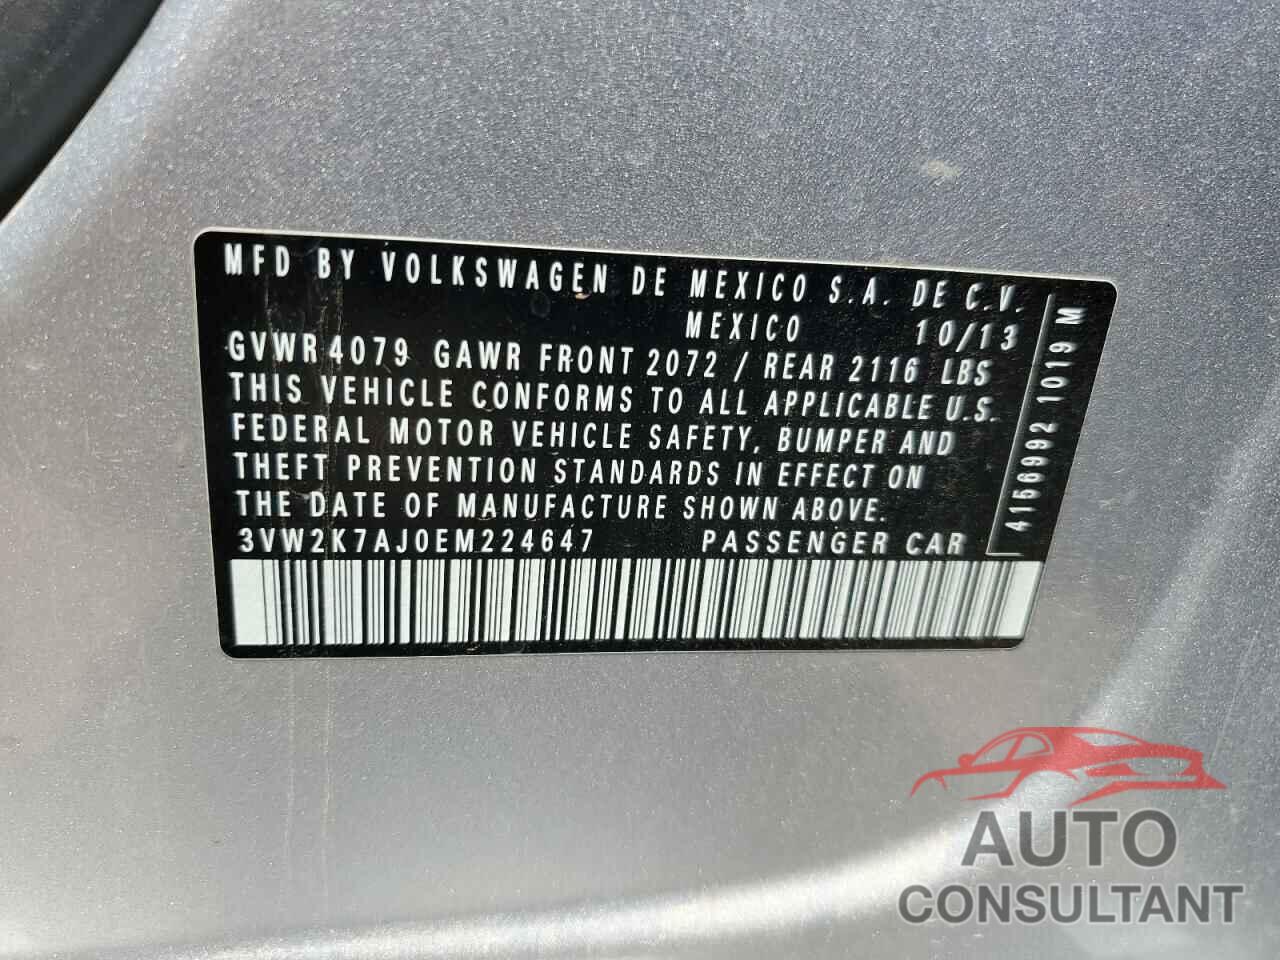 MFD BY VOLKSWAGEN DE MEXICO S.A. DE C.V.
MEXICO 10/13
GVWR 4079 GAWR FRONT 2072 / REAR 2116 LBS
THIS VEHICLE CONFORMS TO ALL APPLICABLE U.S.
FEDERAL MOTOR VEHICLE SAFETY, BUMPER AND
THEFT PREVENTION STANDARDS IN EFFECT ON
THE DATE OF MANUFACTURE SHOWN ABOVE.
3VW2K7AJ0EM224647 PASSENGER CAR
4156992 1019 M
AUTO
CONSULTANT